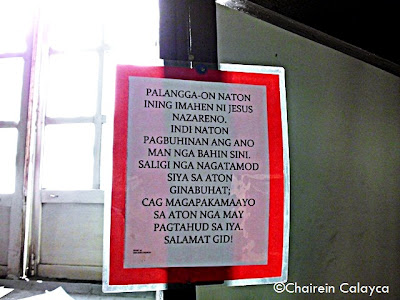 PALANGGA-ON NATON
INING IMAHEN NI JESUS
NAZARENO.
INDI NATON
PAGBUHINAN ANG ANO
MAN NGA BAHIN SINI.
SALIGI NGA NAGATAMOD
SIYA SA ATON
GINABUHAT;
CAG MAGAPAKAMAAYO
SA ATON NGA MAY
PAGTAHUD SA IYA.
SALAMAT GID!
©Chairein Calayca